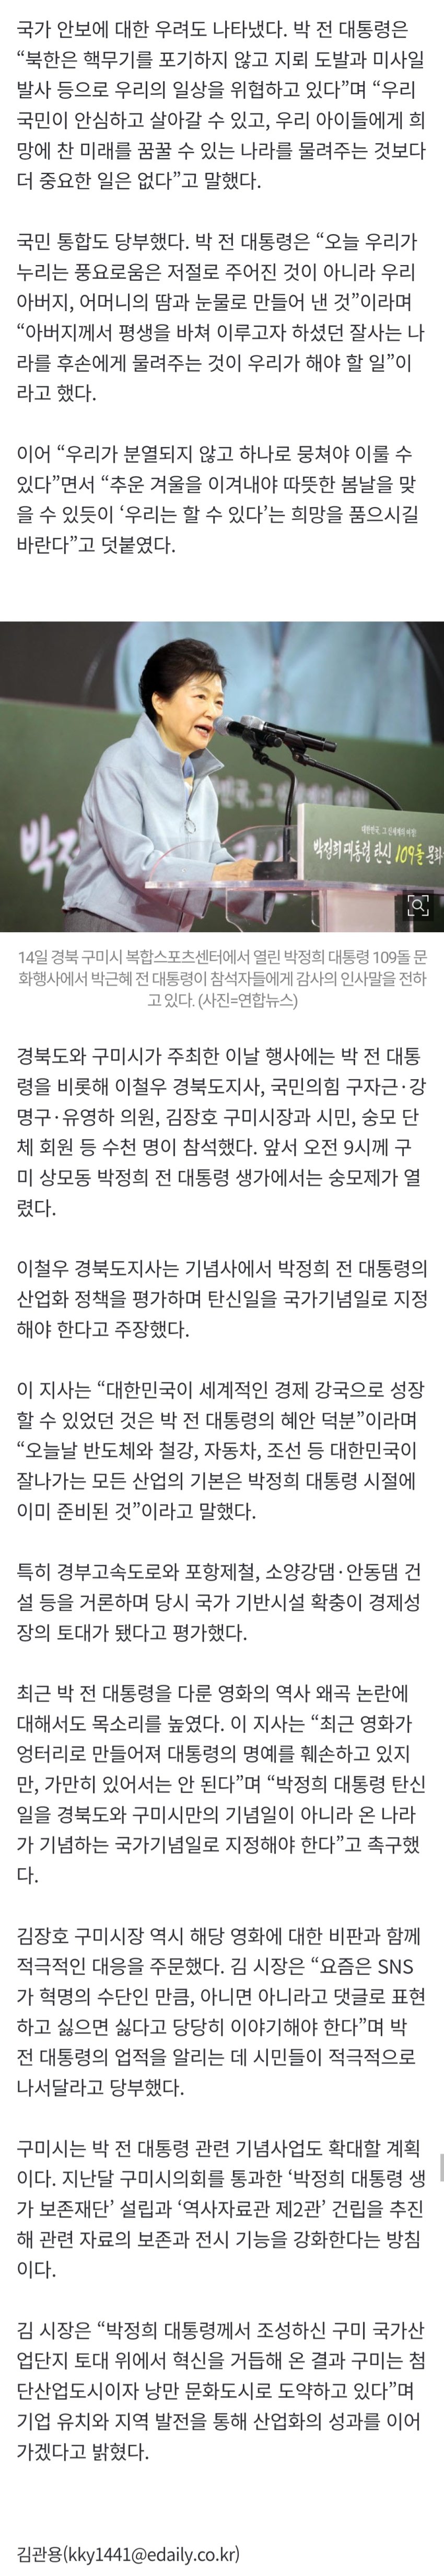 국가 안보에 대한 우려도 나타냈다. 박 전 대통령은
“북한은 핵무기를 포기하지 않고 지뢰 도발과 미사일
발사 등으로 우리의 일상을 위협하고 있다”며 “우리
국민이 안심하고 살아갈 수 있고, 우리 아이들에게 희
망에 찬 미래를 꿈꿀 수 있는 나라를 물려주는 것보다
더 중요한 일은 없다”고 말했다.
국민 통합도 당부했다. 박 전 대통령은 “오늘 우리가
누리는 풍요로움은 저절로 주어진 것이 아니라 우리
아버지, 어머니의 땀과 눈물로 만들어 낸 것”이라며
“아버지께서 평생을 바쳐 이루고자 하셨던 잘사는 나
라를 후손에게 물려주는 것이 우리가 해야 할 일”이
라고 했다.
이어 “우리가 분열되지 않고 하나로 뭉쳐야 이룰 수
있다”면서 “추운 겨울을 이겨내야 따뜻한 봄날을 맞
을 수 있듯이 ‘우리는 할 수 있다’는 희망을 품으시길
바란다”고 덧붙였다.
박정
대한민국, 그
박정희 대통령 탄신 109돌 문화
14일 경북 구미시 복합스포츠센터에서 열린 박정희 대통령 109돌 문
화행사에서 박근혜 전 대통령이 참석자들에게 감사의 인사말을 전하
고 있다. (사진=연합뉴스)
경북도와 구미시가 주최한 이날 행사에는 박 전 대통
령을 비롯해 이철우 경북도지사, 국민의힘 구자근·강
명구·유영하 의원, 김장호 구미시장과 시민, 숭모 단
체 회원 등 수천 명이 참석했다. 앞서 오전 9시께 구
미 상모동 박정희 전 대통령 생가에서는 숭모제가 열
렸다.
이철우 경북도지사는 기념사에서 박정희 전 대통령의
산업화 정책을 평가하며 탄신일을 국가기념일로 지정
해야 한다고 주장했다.
이 지사는 “대한민국이 세계적인 경제 강국으로 성장
할 수 있었던 것은 박 전 대통령의 혜안 덕분”이라며
“오늘날 반도체와 철강, 자동차, 조선 등 대한민국이
잘나가는 모든 산업의 기본은 박정희 대통령 시절에
이미 준비된 것”이라고 말했다.
특히 경부고속도로와 포항제철, 소양강댐·안동댐 건
설 등을 거론하며 당시 국가 기반시설 확충이 경제성
장의 토대가 됐다고 평가했다.
최근 박 전 대통령을 다룬 영화의 역사 왜곡 논란에
대해서도 목소리를 높였다. 이 지사는 “최근 영화가
엉터리로 만들어져 대통령의 명예를 훼손하고 있지
만, 가만히 있어서는 안 된다”며 “박정희 대통령 탄신
일을 경북도와 구미시만의 기념일이 아니라 온 나라
가 기념하는 국가기념일로 지정해야 한다”고 촉구했
다.
김장호 구미시장 역시 해당 영화에 대한 비판과 함께
적극적인 대응을 주문했다. 김 시장은 “요즘은 SNS
가 혁명의 수단인 만큼, 아니면 아니라고 댓글로 표현
하고 싫으면 싫다고 당당히 이야기해야 한다”며 박
전 대통령의 업적을 알리는 데 시민들이 적극적으로
나서달라고 당부했다.
구미시는 박 전 대통령 관련 기념사업도 확대할 계획
이다. 지난달 구미시의회를 통과한 ‘박정희 대통령 생
가 보존재단’ 설립과 ‘역사자료관 제2관’ 건립을 추진
해 관련 자료의 보존과 전시 기능을 강화한다는 방침
이다.
김 시장은 “박정희 대통령께서 조성하신 구미 국가산
업단지 토대 위에서 혁신을 거듭해 온 결과 구미는 첨
단산업도시이자 낭만 문화도시로 도약하고 있다”며
기업 유치와 지역 발전을 통해 산업화의 성과를 이어
가겠다고 밝혔다.
김관용(kky1441@edaily.co.kr)